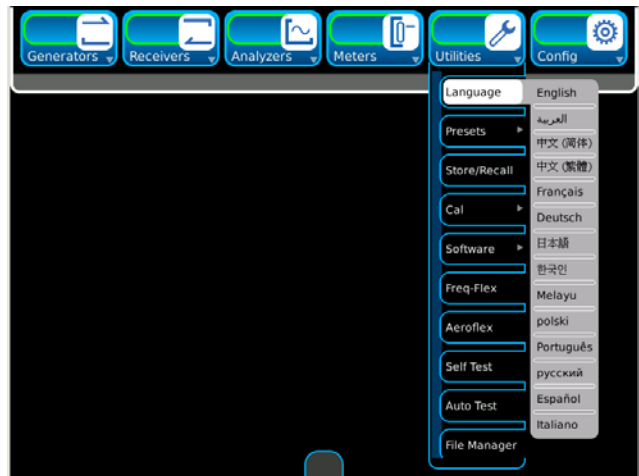 Generators
Receivers
Analyzers
Meters
Utilities
Config
Language
Presets
Store/Recall
Cal
Software
Freq-Flex
Aeroflex
Self Test
Auto Test
File Manager
English
العربية
中文 (简体)
中文 (繁體)
Français
Deutsch
日本語
한국인
Melayu
polski
Português
русский
Español
Italiano